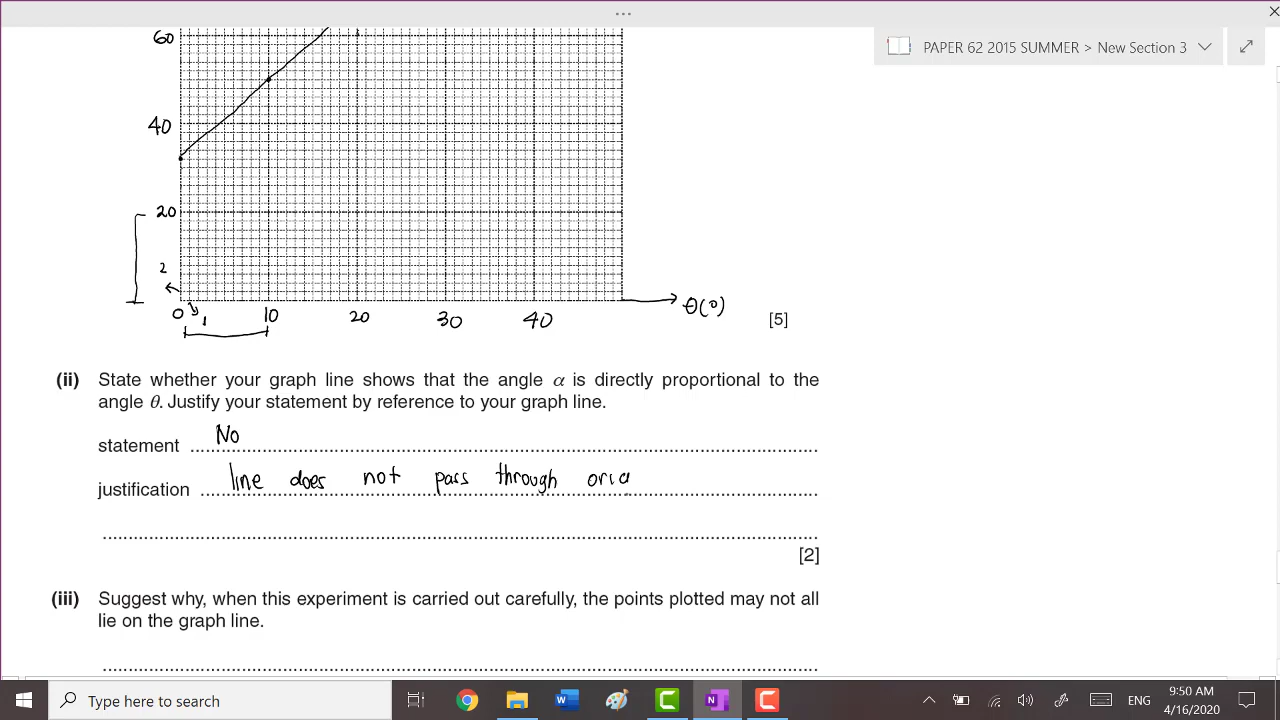 ...
PAPER 62 2015 SUMMER > New Section 3
60
40
20
2
0 1 10 20 30 40 θ(°)
[5]
(ii) State whether your graph line shows that the angle α is directly proportional to the
angle θ. Justify your statement by reference to your graph line.
statement No
justification line does not pass through orig
[2]
(iii) Suggest why, when this experiment is carried out carefully, the points plotted may not all
lie on the graph line.
Type here to search
ENG
9:50 AM
4/16/2020